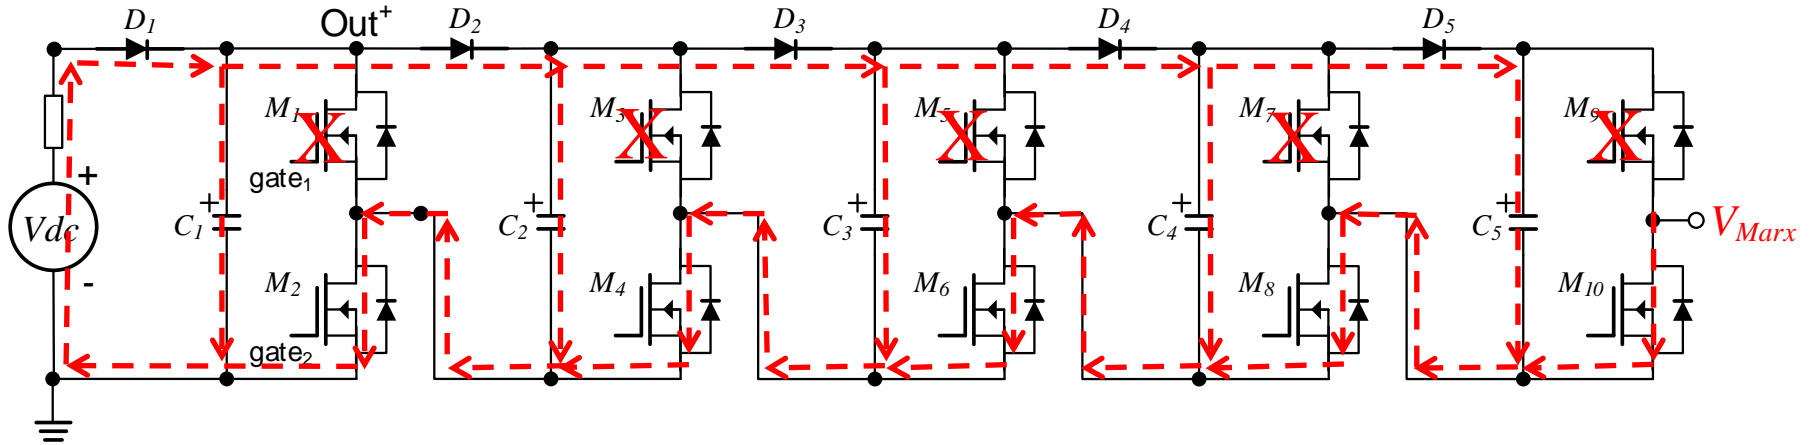 D1 Out+ D2 D3 D4 D5
M1 M3 M5 M7 M9
X X X X X
gate1
+ + + + + +
Vdc C1 C2 C3 C4 C5 VMarx
-
M2 M4 M6 M8 M10
gate2